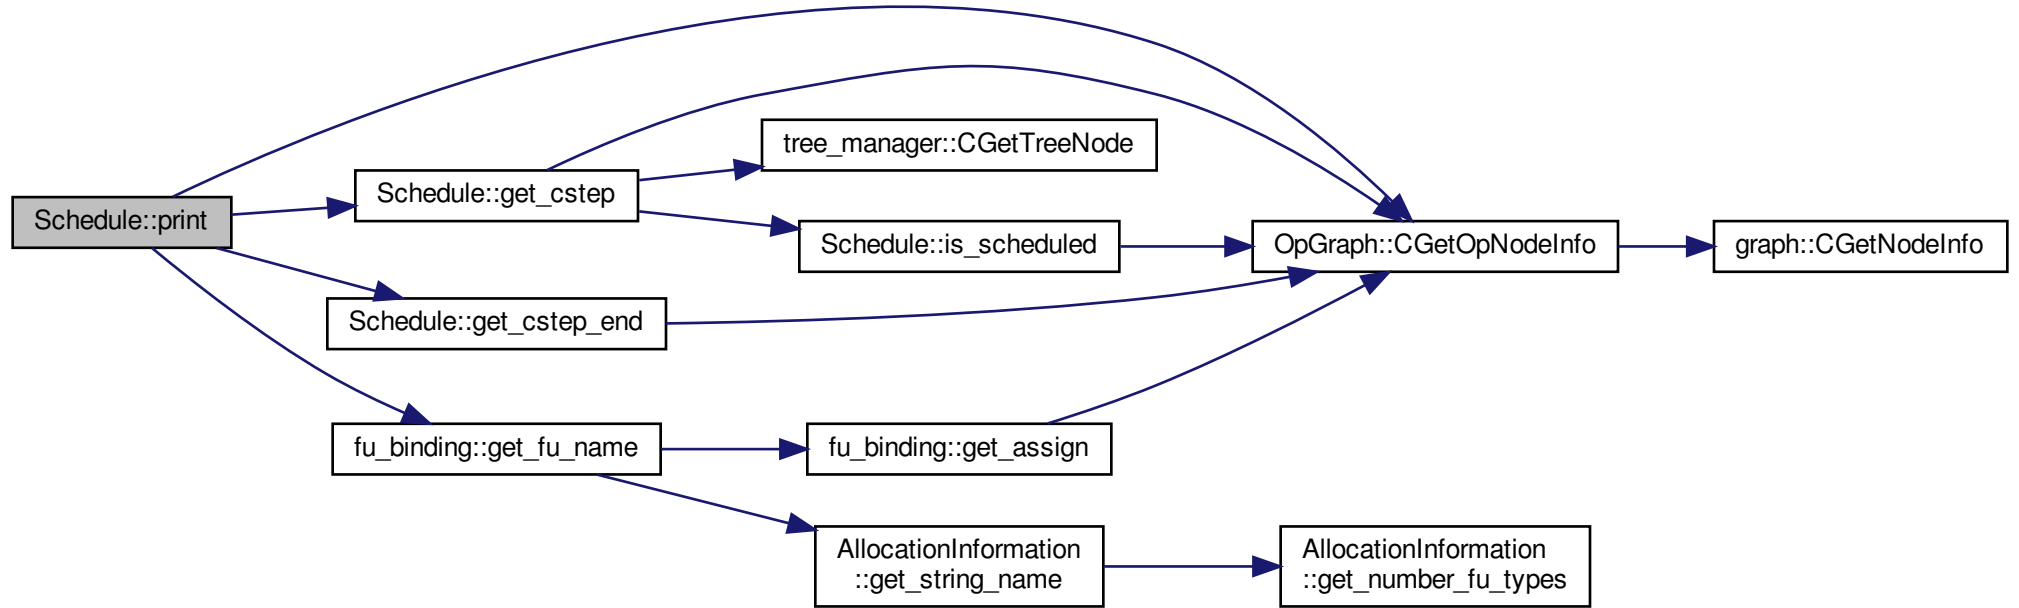 Schedule::print
Schedule::get_cstep
tree_manager::CGetTreeNode
Schedule::is_scheduled
OpGraph::CGetOpNodeInfo
graph::CGetNodeInfo
Schedule::get_cstep_end
fu_binding::get_fu_name
fu_binding::get_assign
AllocationInformation
::get_string_name
AllocationInformation
::get_number_fu_types